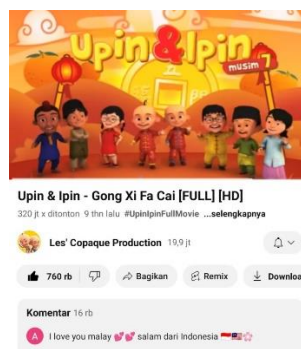 Upin&Ipin
musim 7
Upin & Ipin - Gong Xi Fa Cai [FULL] [HD]
320 jt x ditonton 9 thn lalu #UpinIpinFullMovie ...selengkapnya
Les' Copaque Production 19,9 jt
760 rb Bagikan Remix Downloa
Komentar 16 rb
A I love you malay 💕💕 salam dari Indonesia 🇮🇩🇲🇾🌸